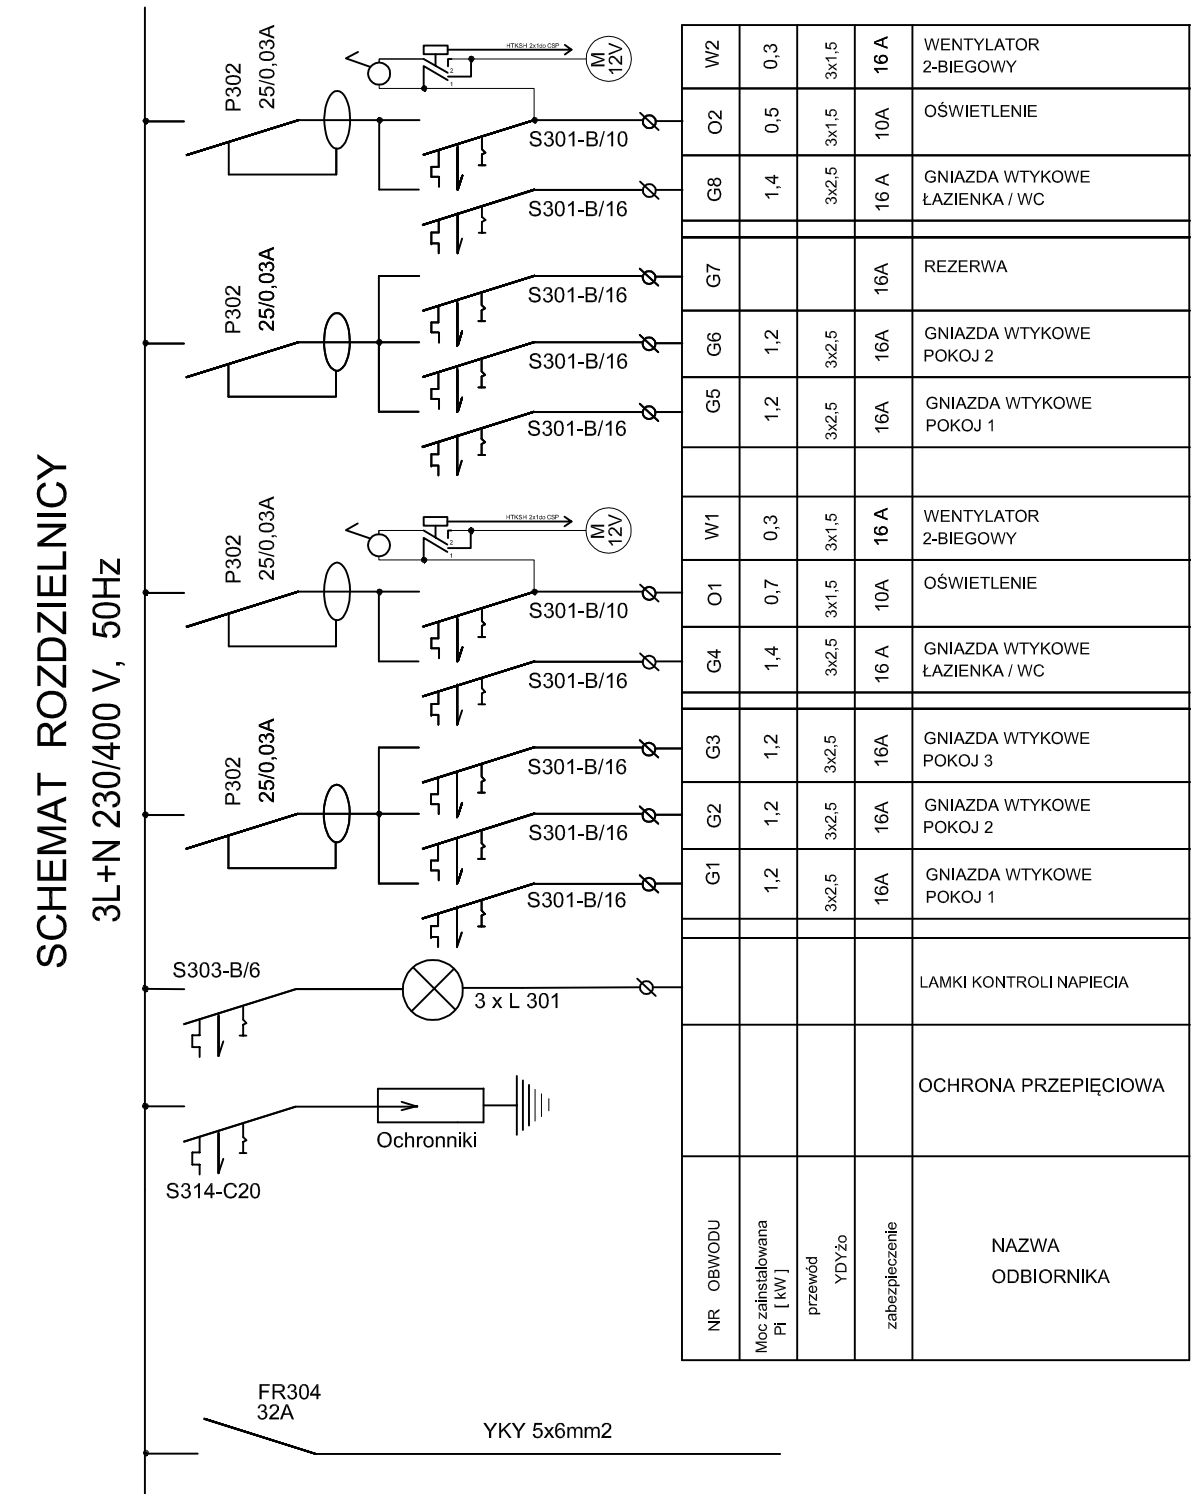 SCHEMAT ROZDZIELNICY
3L+N 230/400 V, 50Hz
P302
25/0,03A
HTKSH 2x1do CSP
2
1
M
12V
S301-B/10
S301-B/16
W2
0,3
3x1,5
16 A
WENTYLATOR
2-BIEGOWY
O2
0,5
3x1,5
10A
OŚWIETLENIE
G8
1,4
3x2,5
16 A
GNIAZDA WTYKOWE
ŁAZIENKA / WC
P302
25/0,03A
S301-B/16
S301-B/16
S301-B/16
G7
16A
REZERWA
G6
1,2
3x2,5
16A
GNIAZDA WTYKOWE
POKOJ 2
G5
1,2
3x2,5
16A
GNIAZDA WTYKOWE
POKOJ 1
P302
25/0,03A
HTKSH 2x1do CSP
2
1
M
12V
S301-B/10
S301-B/16
W1
0,3
3x1,5
16 A
WENTYLATOR
2-BIEGOWY
O1
0,7
3x1,5
10A
OŚWIETLENIE
G4
1,4
3x2,5
16 A
GNIAZDA WTYKOWE
ŁAZIENKA / WC
P302
25/0,03A
S301-B/16
S301-B/16
S301-B/16
G3
1,2
3x2,5
16A
GNIAZDA WTYKOWE
POKOJ 3
G2
1,2
3x2,5
16A
GNIAZDA WTYKOWE
POKOJ 2
G1
1,2
3x2,5
16A
GNIAZDA WTYKOWE
POKOJ 1
S303-B/6
3 x L 301
LAMKI KONTROLI NAPIECIA
Ochronniki
S314-C20
OCHRONA PRZEPIĘCIOWA
NR OBWODU
Moc zainstalowana
Pi [ kW ]
przewód
YDYżo
zabezpieczenie
NAZWA
ODBIORNIKA
FR304
32A
YKY 5x6mm2